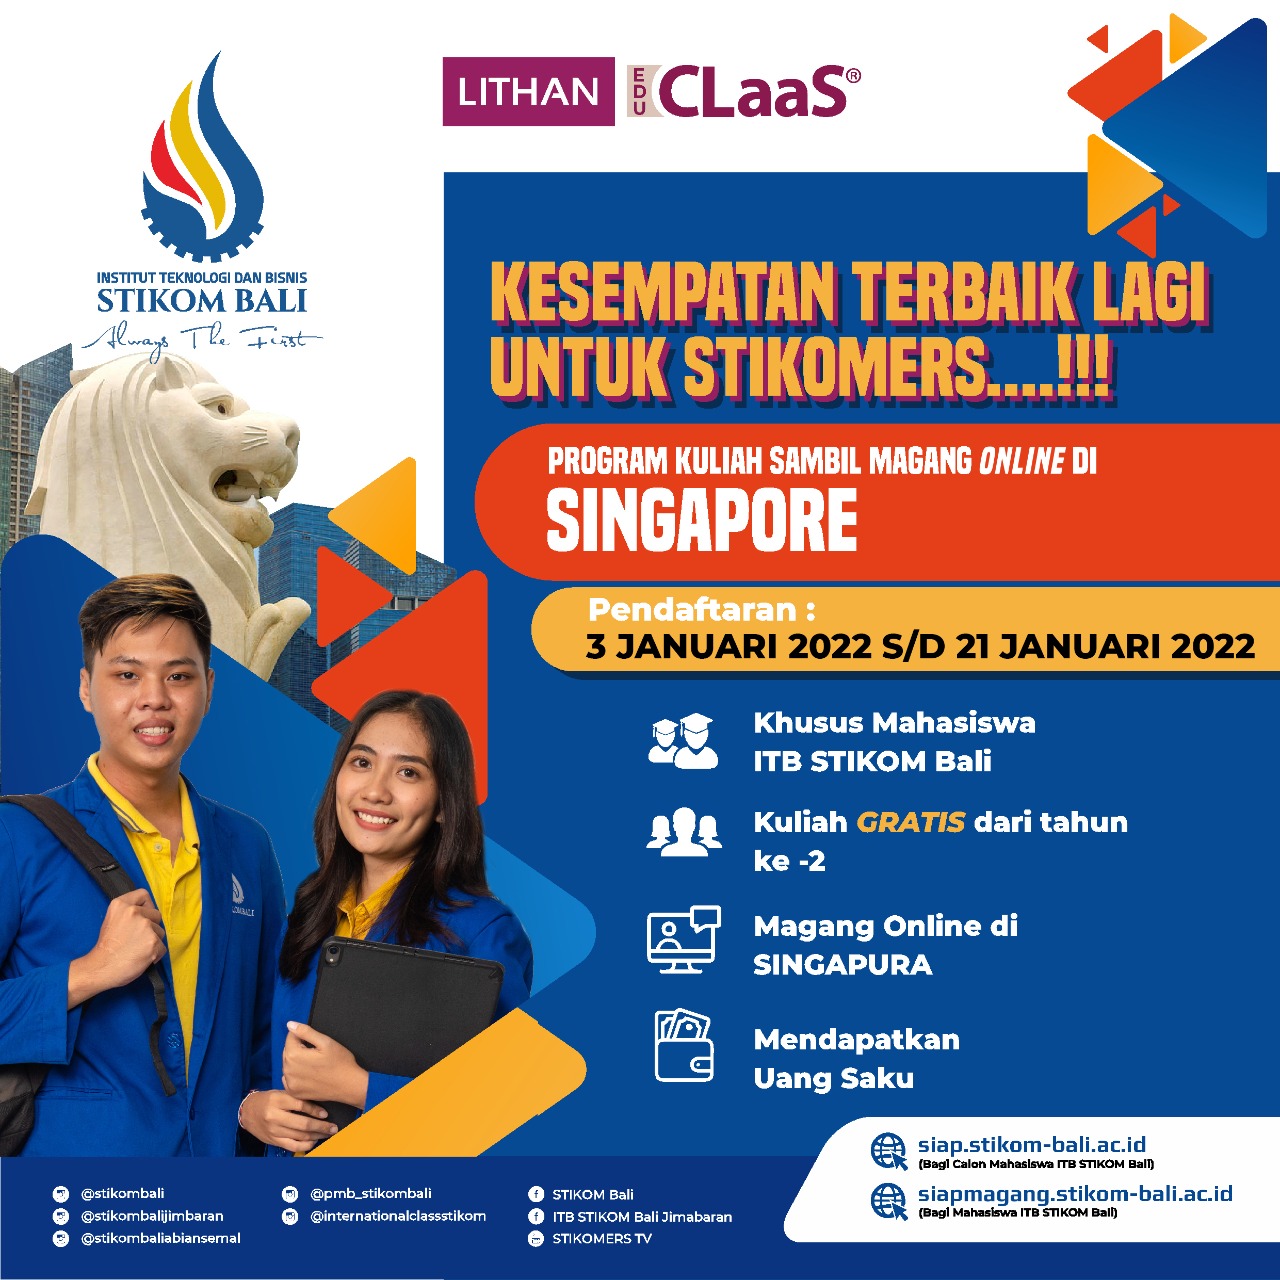 LITHAN
EDU CLaaS®
INSTITUT TEKNOLOGI DAN BISNIS
STIKOM BALI
Always The First
KESEMPATAN TERBAIK LAGI
UNTUK STIKOMERS....!!!
PROGRAM KULIAH SAMBIL MAGANG ONLINE DI
SINGAPORE
Pendaftaran :
3 JANUARI 2022 S/D 21 JANUARI 2022
Khusus Mahasiswa
ITB STIKOM Bali
Kuliah GRATIS dari tahun
ke -2
Magang Online di
SINGAPURA
Mendapatkan
Uang Saku
siap.stikom-bali.ac.id
(Bagi Calon Mahasiswa ITB STIKOM Bali)
siapmagang.stikom-bali.ac.id
(Bagi Mahasiswa ITB STIKOM Bali)
@stikombali
@stikombalijimbaran
@stikombaliabiansemal
@pmb_stikombali
@internationalclassstikom
STIKOM Bali
ITB STIKOM Bali Jimbaran
STIKOMERS TV